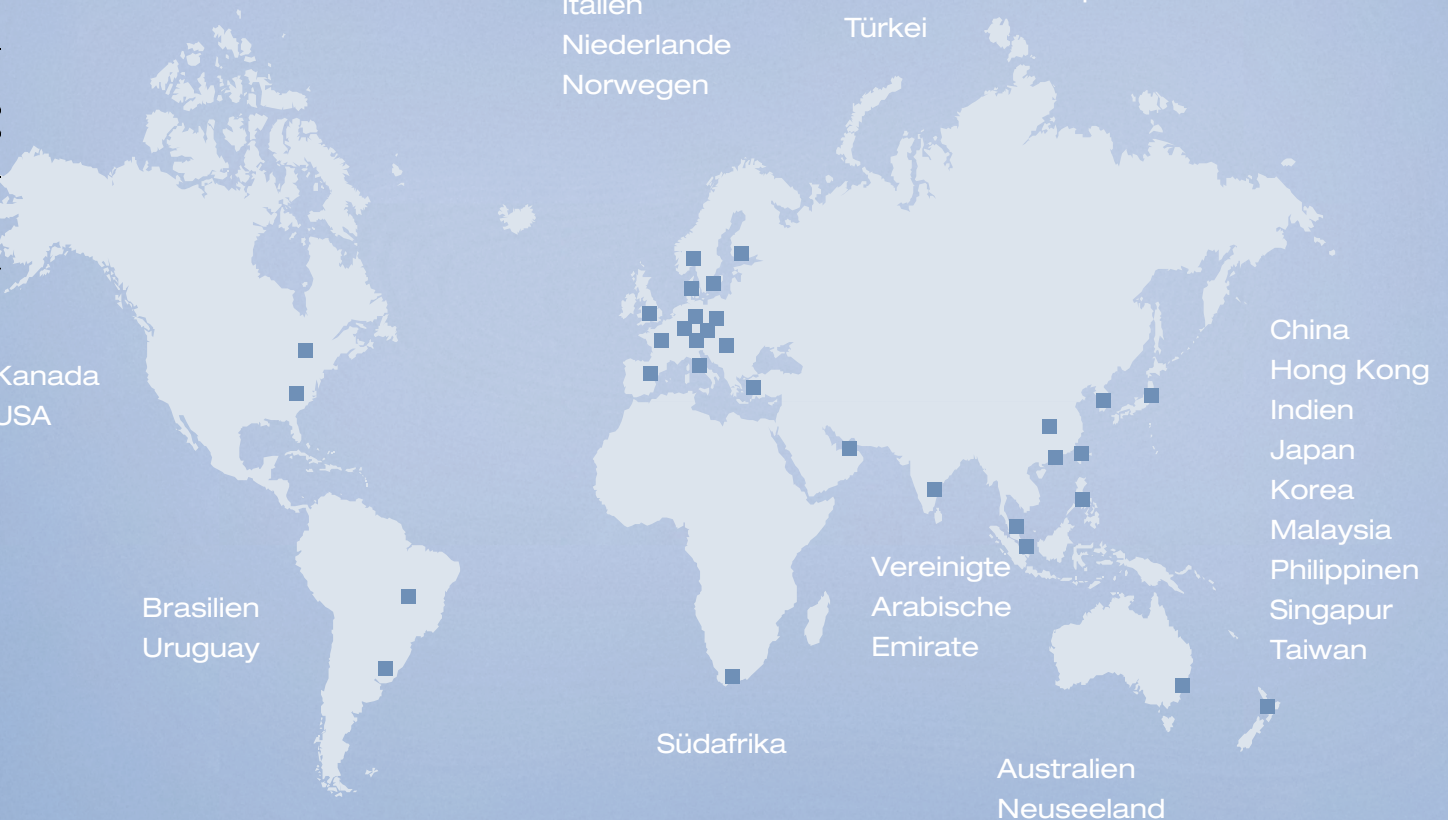 Italien
Niederlande
Norwegen
Türkei
Kanada
USA
China
Hong Kong
Indien
Japan
Korea
Malaysia
Philippinen
Singapur
Taiwan
Vereinigte
Arabische
Emirate
Brasilien
Uruguay
Südafrika
Australien
Neuseeland